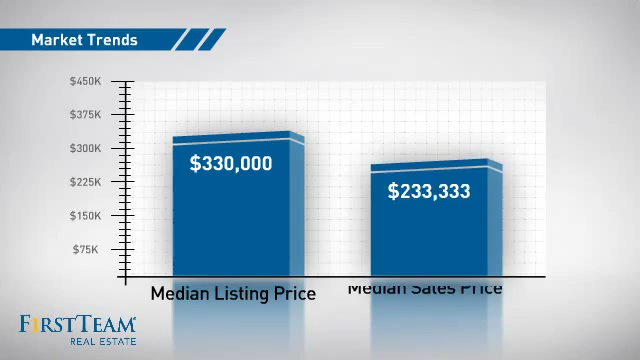 Market Trends
$450K
$375K
$300K
$225K
$150K
$75K
$330,000
$233,333
Median Listing Price
Median Sales Price
FIRSTTEAM®
REAL ESTATE